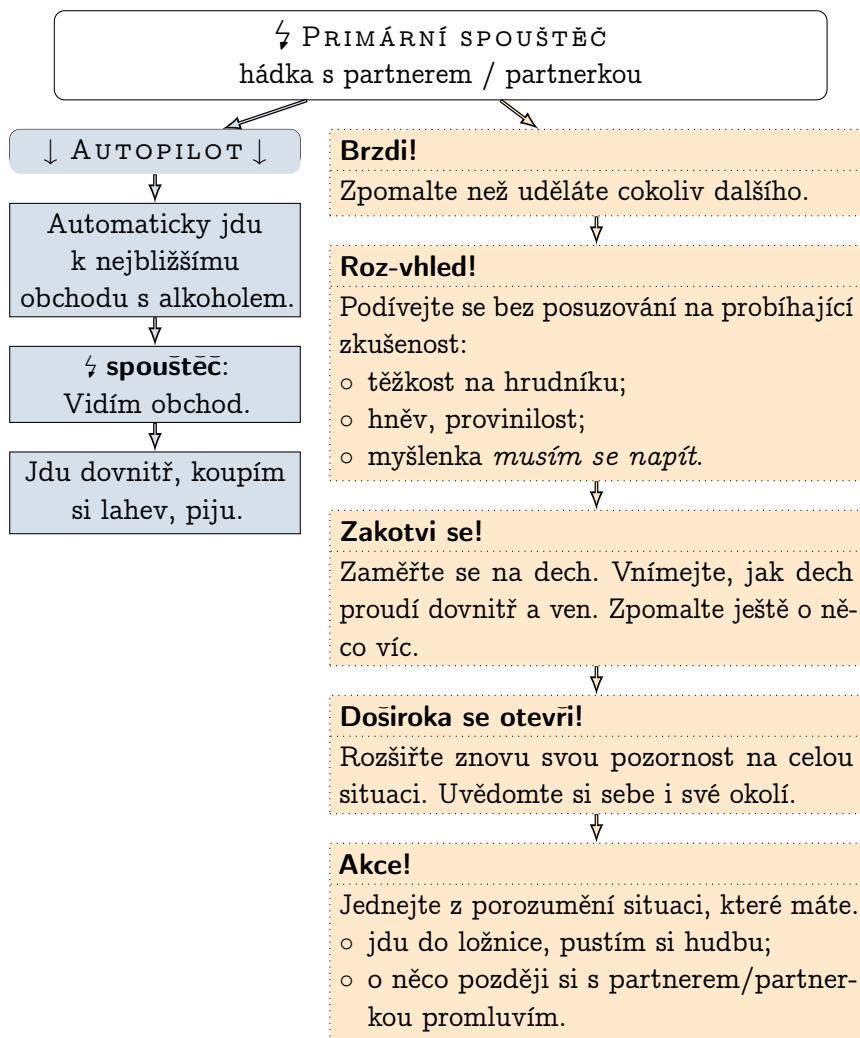 ↯ Primární spouštěč
hádka s partnerem / partnerkou
↓ Autopilot ↓
Automaticky jdu
k nejbližšímu
obchodu s alkoholem.
↯ spouštěč:
Vidím obchod.
Jdu dovnitř, koupím
si lahev, piju.
Brzdi!
Zpomalte než uděláte cokoliv dalšího.
Roz-vhled!
Podívejte se bez posuzování na probíhající
zkušenost:
○ těžkost na hrudníku;
○ hněv, provinilost;
○ myšlenka musím se napít.
Zakotvi se!
Zaměřte se na dech. Vnímejte, jak dech
proudí dovnitř a ven. Zpomalte ještě o ně-
co víc.
Doširoka se otevři!
Rozšiřte znovu svou pozornost na celou
situaci. Uvědomte si sebe i své okolí.
Akce!
Jednejte z porozumění situaci, které máte.
○ jdu do ložnice, pustím si hudbu;
○ o něco později si s partnerem/partner-
kou promluvím.